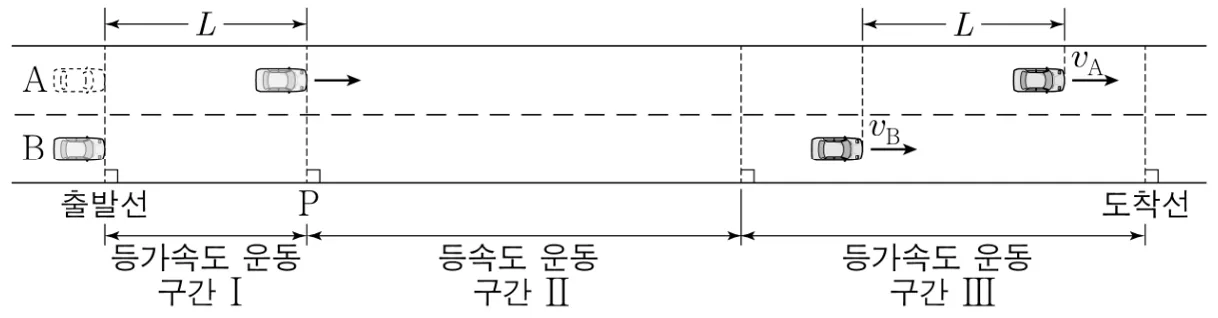 L L
A v_A
B v_B
출발선 P 도착선
등가속도 운동 등속도 운동 등가속도 운동
구간 Ⅰ 구간 Ⅱ 구간 Ⅲ